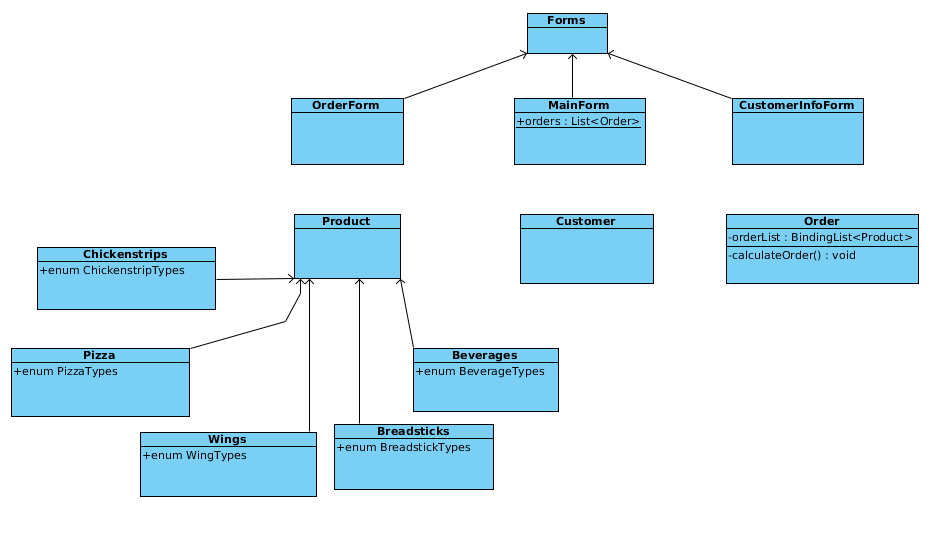 Forms
OrderForm
MainForm
+orders : List<Order>
CustomerInfoForm
Product
Customer
Order
-orderList : BindingList<Product>
-calculateOrder() : void
Chickenstrips
+enum ChickenstripTypes
Pizza
+enum PizzaTypes
Beverages
+enum BeverageTypes
Wings
+enum WingTypes
Breadsticks
+enum BreadstickTypes